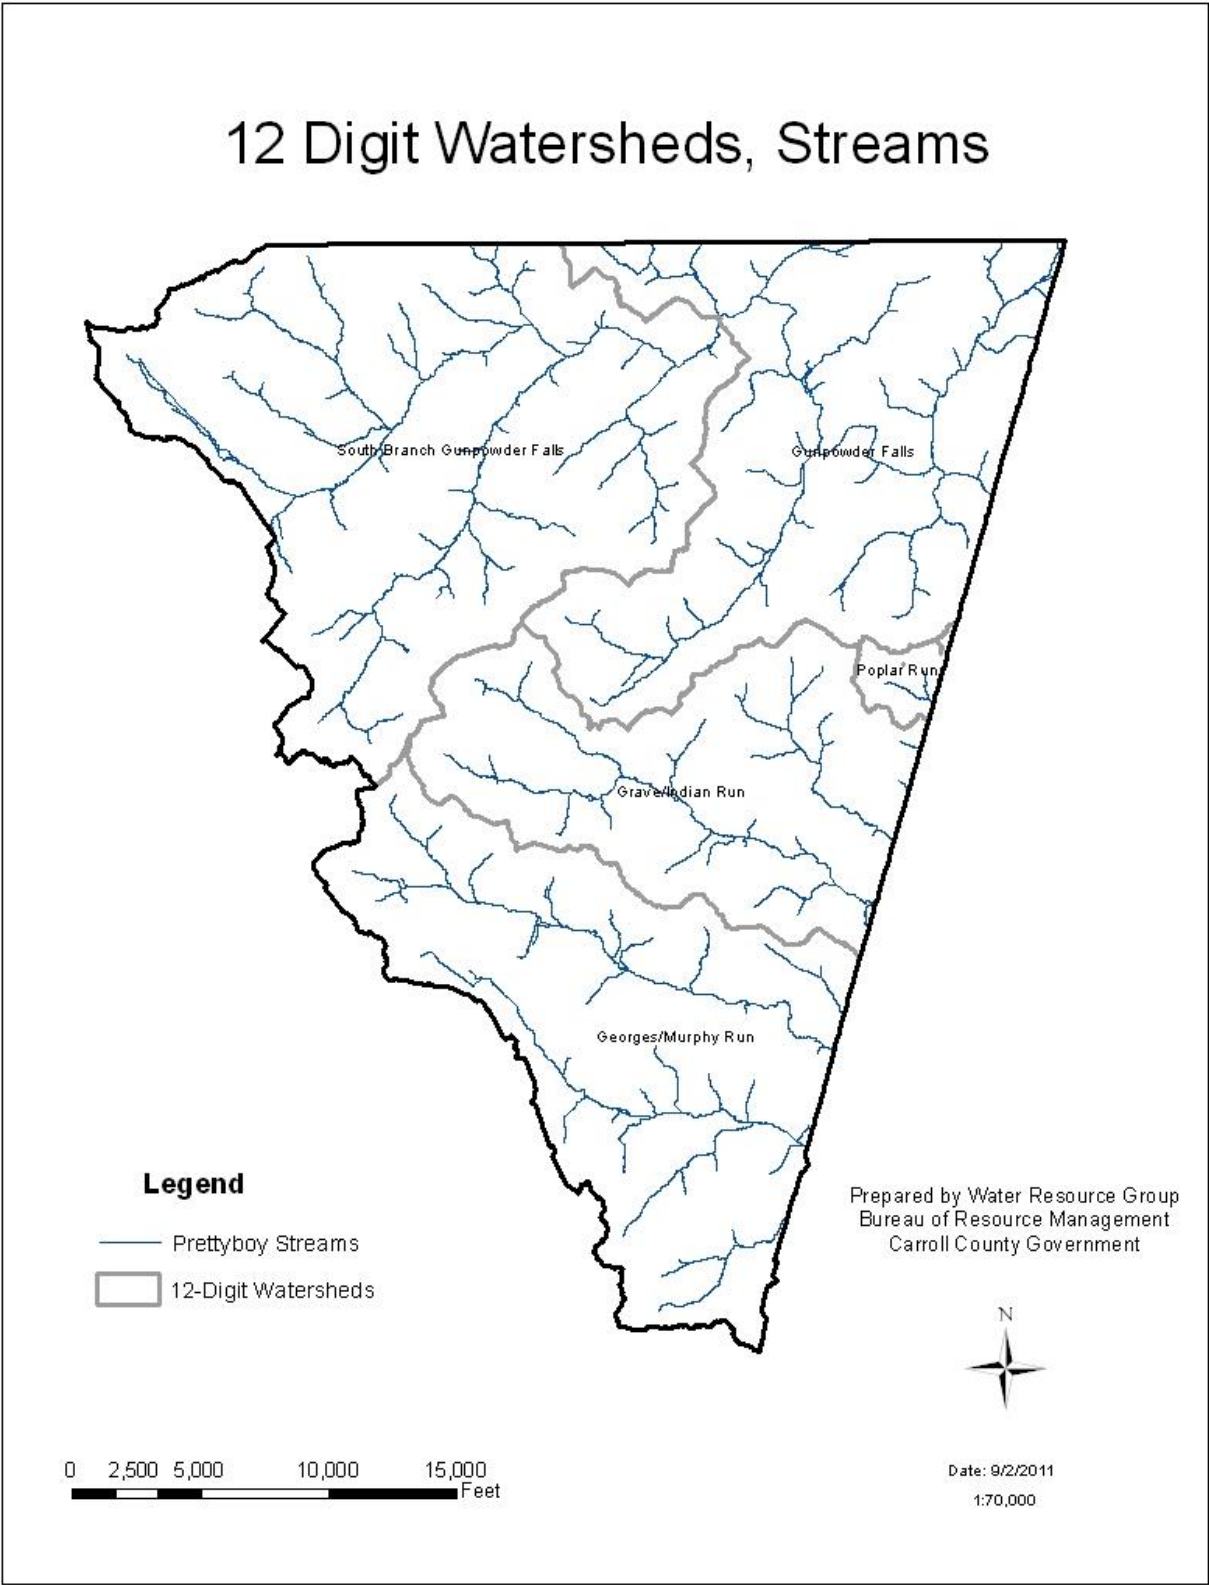 12 Digit Watersheds, Streams
South Branch Gunpowder Falls
Gunpowder Falls
Poplar Run
Grave/Indian Run
Georges/Murphy Run
Legend
Prettyboy Streams
12-Digit Watersheds
Prepared by Water Resource Group
Bureau of Resource Management
Carroll County Government
N
0 2,500 5,000 10,000 15,000
Feet
Date: 9/2/2011
1:70,000